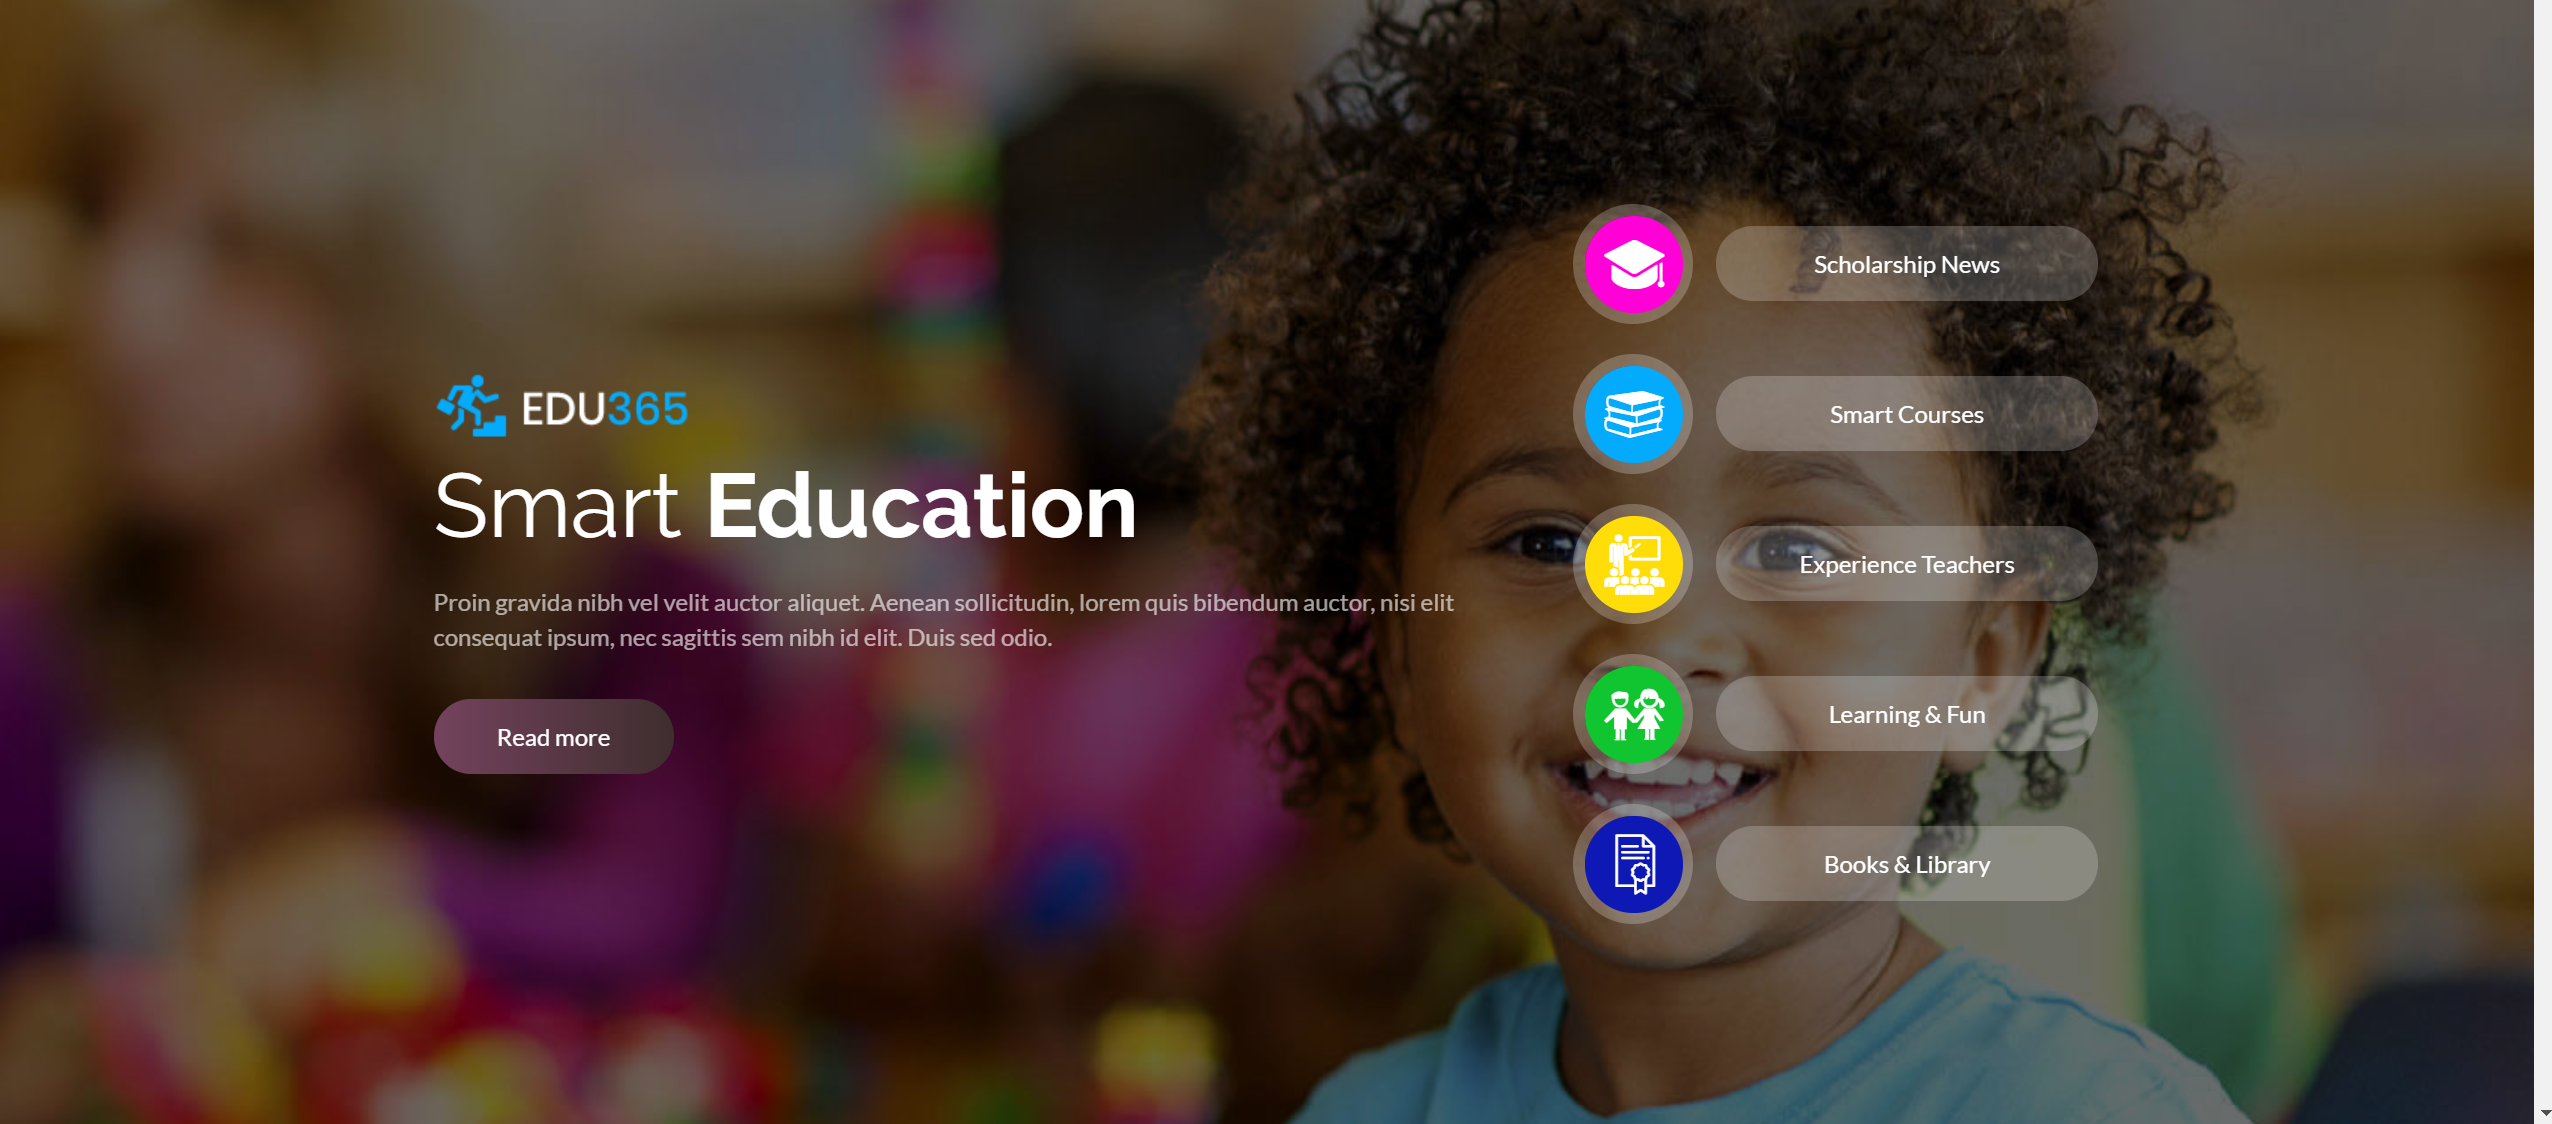 EDU365
Smart Education
Proin gravida nibh vel velit auctor aliquet. Aenean sollicitudin, lorem quis bibendum auctor, nisi elit
consequat ipsum, nec sagittis sem nibh id elit. Duis sed odio.
Read more
Scholarship News
Smart Courses
Experience Teachers
Learning & Fun
Books & Library